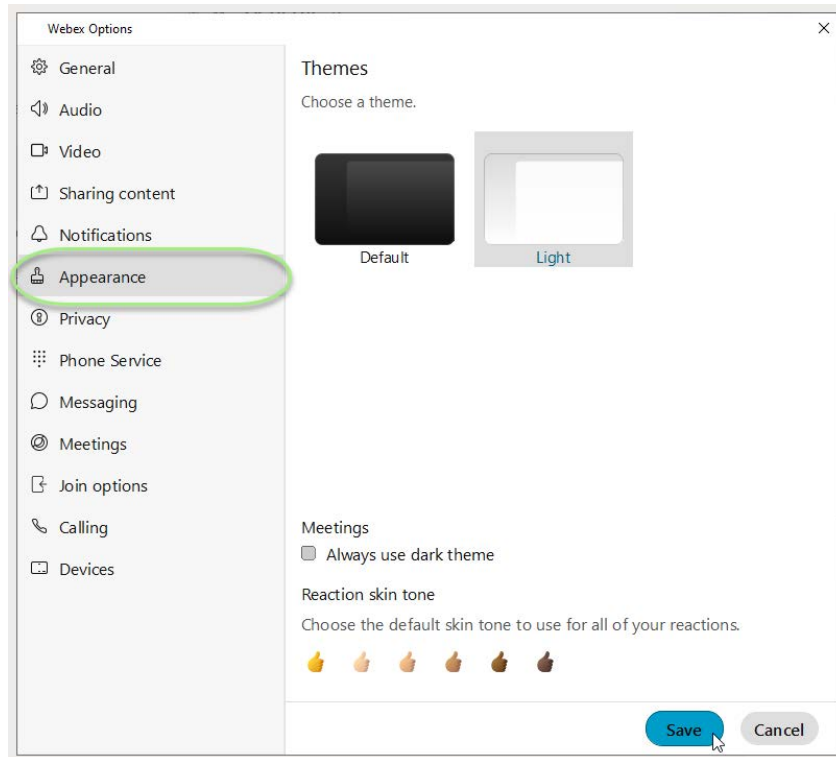 Webex Options
General
Audio
Video
Sharing content
Notifications
Appearance
Privacy
Phone Service
Messaging
Meetings
Join options
Calling
Devices
Themes
Choose a theme.
Default
Light
Meetings
Always use dark theme
Reaction skin tone
Choose the default skin tone to use for all of your reactions.
Save
Cancel